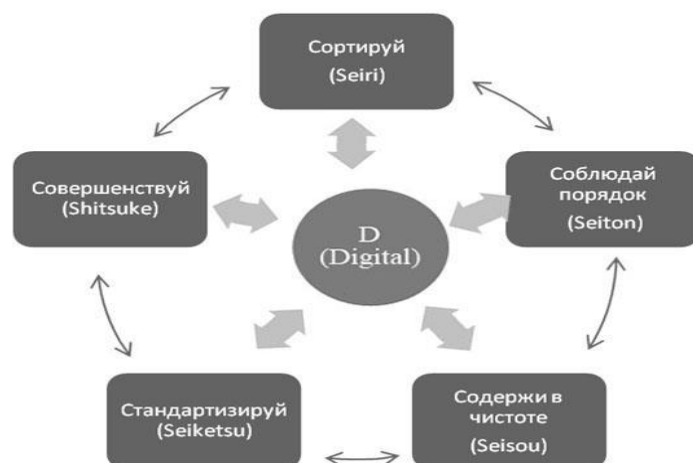 Сортируй
(Seiri)
Совершенствуй
(Shitsuke)
Соблюдай
порядок
(Seiton)
D
(Digital)
Стандартизируй
(Seiketsu)
Содержи в
чистоте
(Seisou)